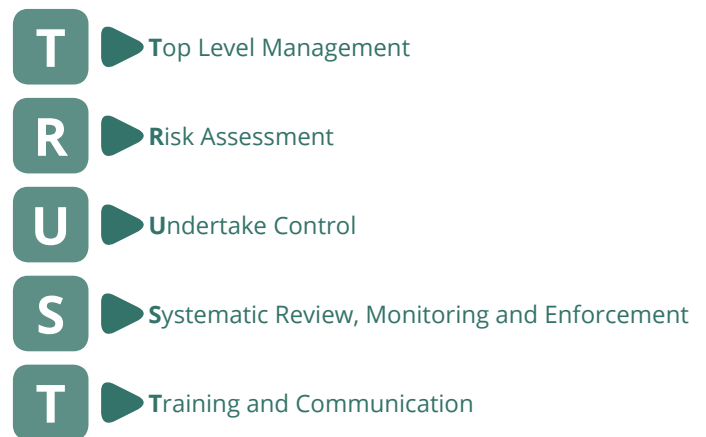 T Top Level Management
R Risk Assessment
U Undertake Control
S Systematic Review, Monitoring and Enforcement
T Training and Communication